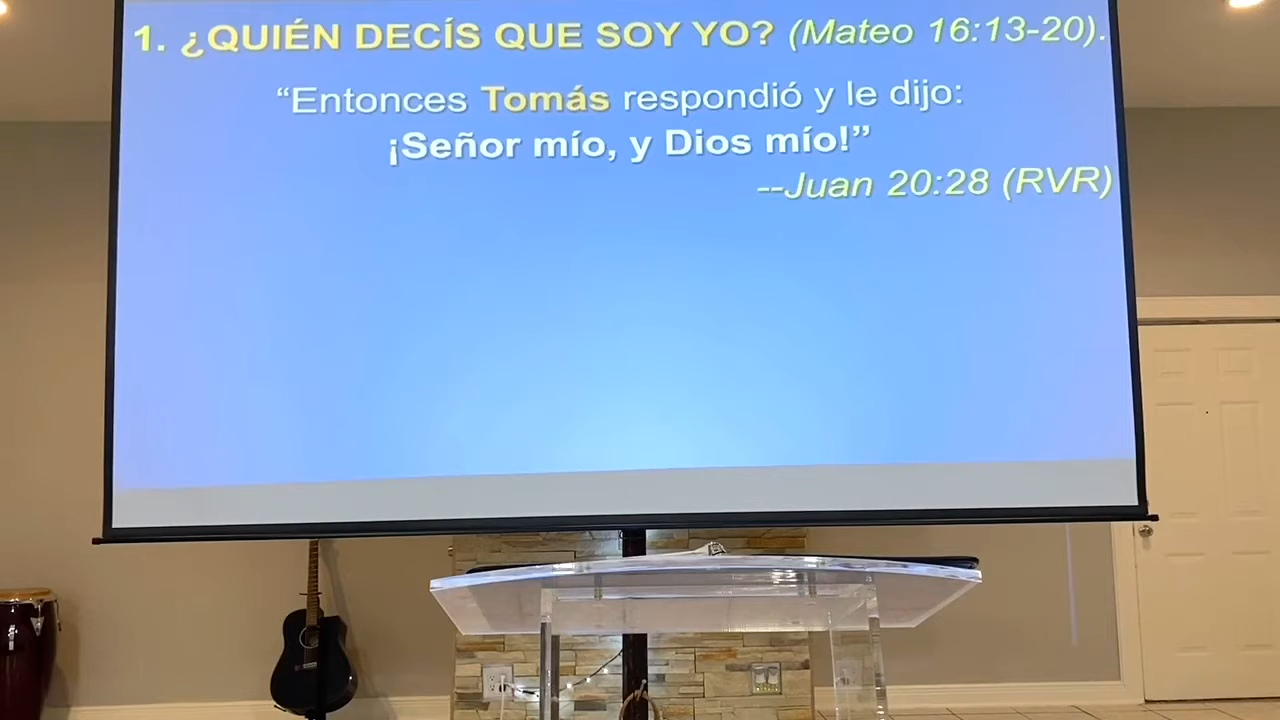 1. ¿QUIÉN DECÍS QUE SOY YO? (Mateo 16:13-20).
“Entonces Tomás respondió y le dijo:
¡Señor mío, y Dios mío!”
--Juan 20:28 (RVR)